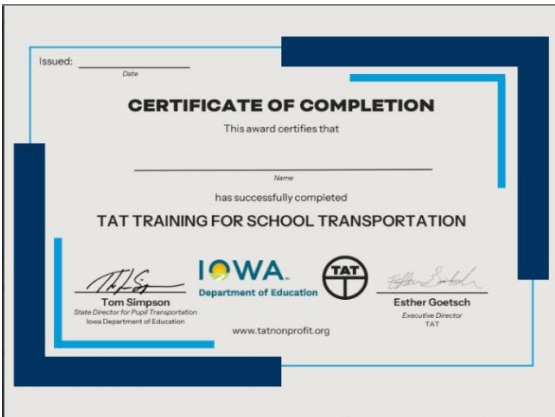 Issued:
Date
CERTIFICATE OF COMPLETION
This award certifies that
Name
has successfully completed
TAT TRAINING FOR SCHOOL TRANSPORTATION
IOWA
Department of Education
TAT
Tom Simpson
State Director for Pupil Transportation
Iowa Department of Education
Esther Goetsch
Executive Director
TAT
www.tatnonprofit.org